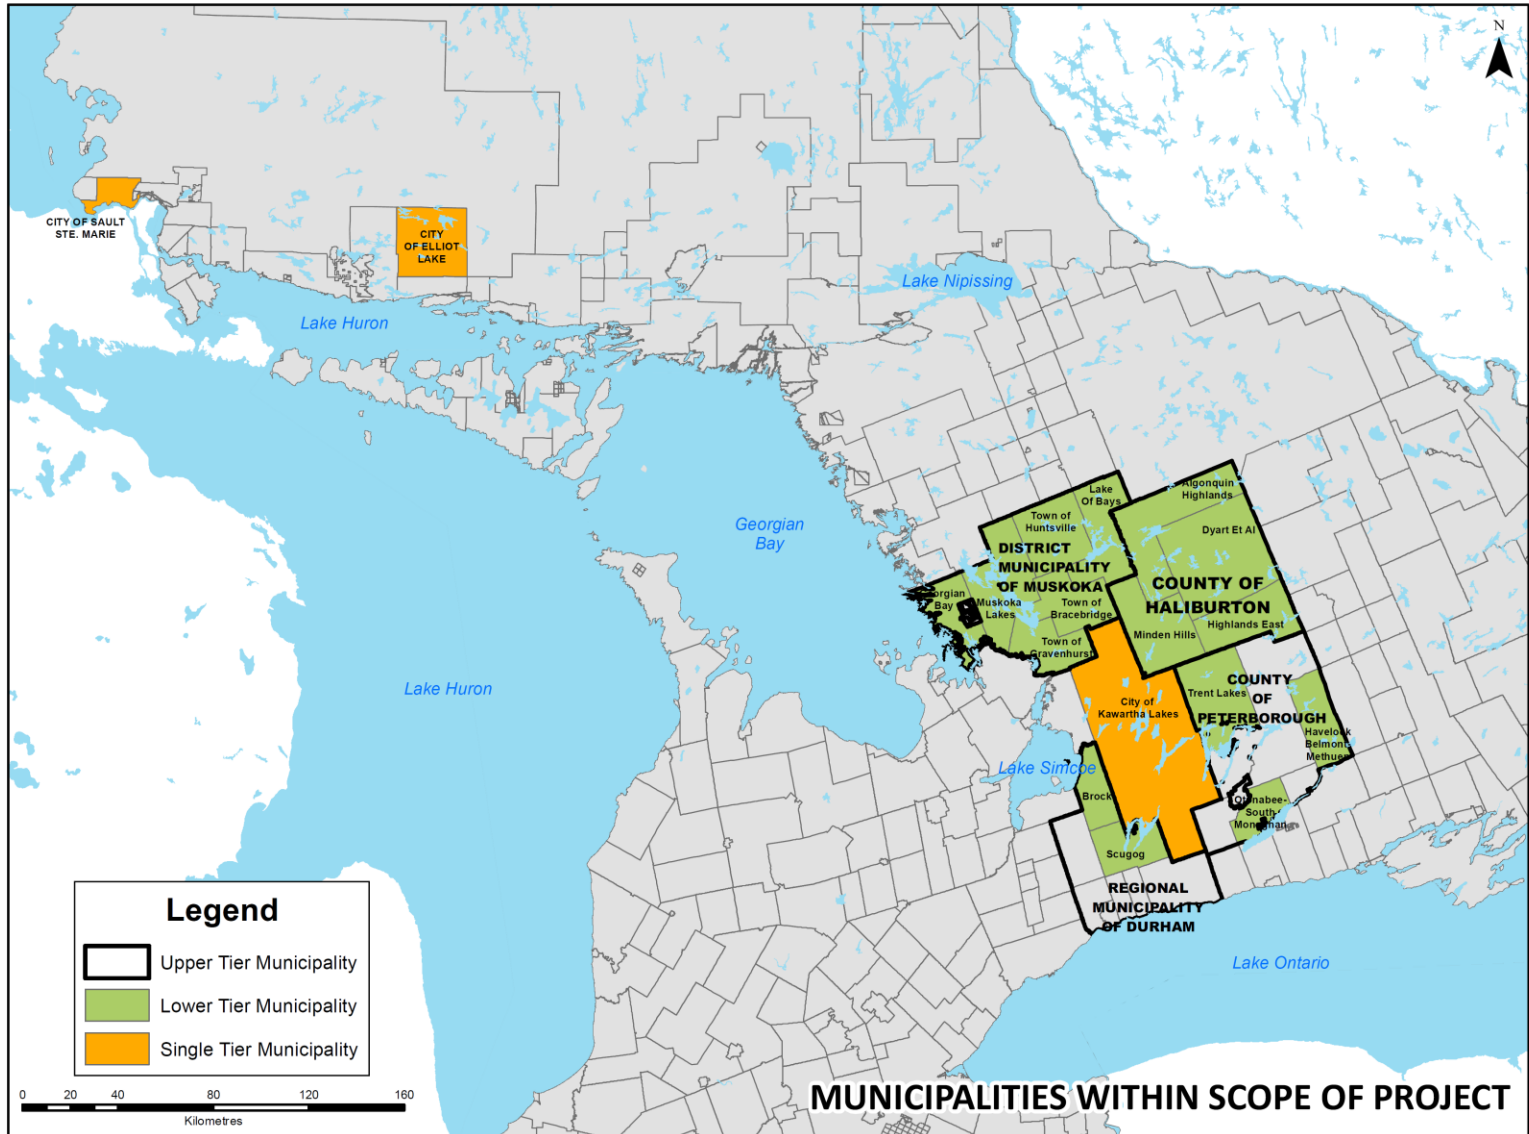 N
CITY OF SAULT
STE. MARIE
CITY
OF ELLIOT
LAKE
Lake Nipissing
Lake Huron
Georgian
Bay
Lake Huron
Lake
Of Bays
Algonquin
Highlands
Town of
Huntsville
Dyart Et Al
DISTRICT
MUNICIPALITY
OF MUSKOKA
COUNTY OF
HALIBURTON
orgian
Bay
Muskoka
Lakes
Town of
Bracebridge
Highlands East
Minden Hills
Town of
Gravenhurst
COUNTY
OF
PETERBOROUGH
Trent Lakes
City of
Kawartha Lakes
Havelock
Belmont
Methuen
Lake Simcoe
Brock
Otonabee-
South
Monaghan
Scugog
REGIONAL
MUNICIPALITY
OF DURHAM
Lake Ontario
Legend
Upper Tier Municipality
Lower Tier Municipality
Single Tier Municipality
0 20 40 80 120 160
Kilometres
MUNICIPALITIES WITHIN SCOPE OF PROJECT